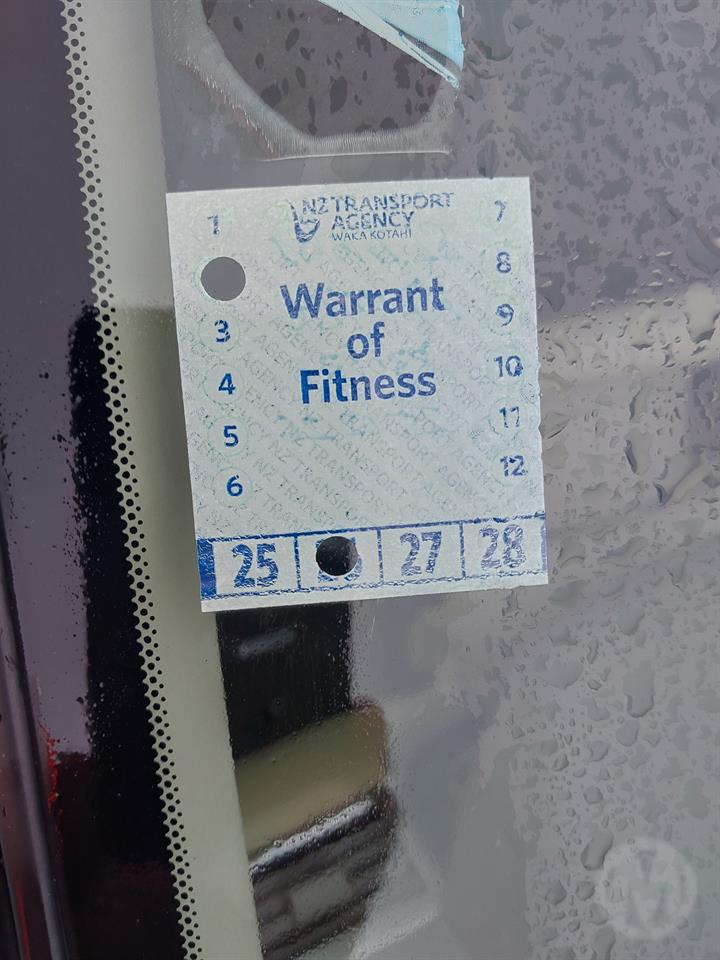 NZ TRANSPORT
AGENCY
WAKA KOTAHI
Warrant
of
Fitness
1
3
4
5
6
7
8
9
10
11
12
25
27
28